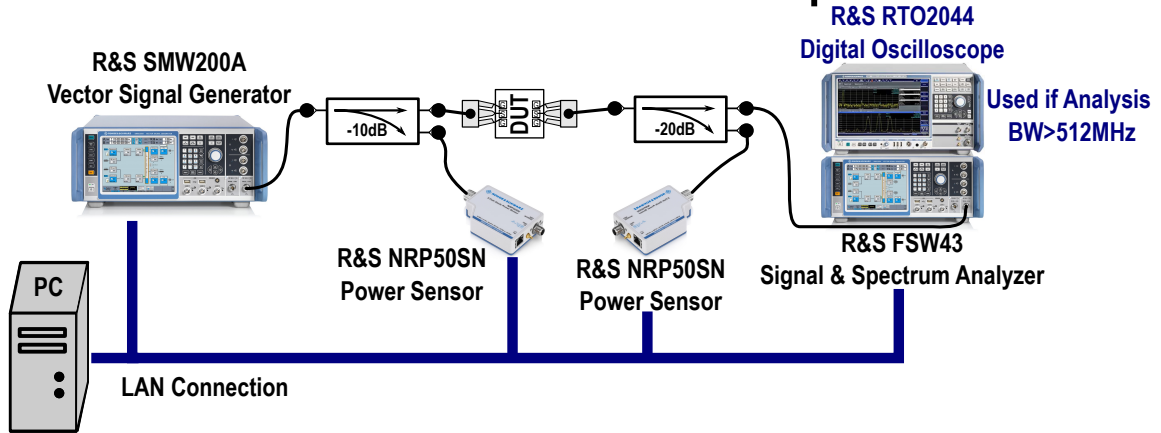 R&S RTO2044
Digital Oscilloscope
R&S SMW200A
Vector Signal Generator
Used if Analysis
BW>512MHz
-10dB
DUT
-20dB
R&S NRP50SN
Power Sensor
R&S NRP50SN
Power Sensor
R&S FSW43
Signal & Spectrum Analyzer
PC
LAN Connection